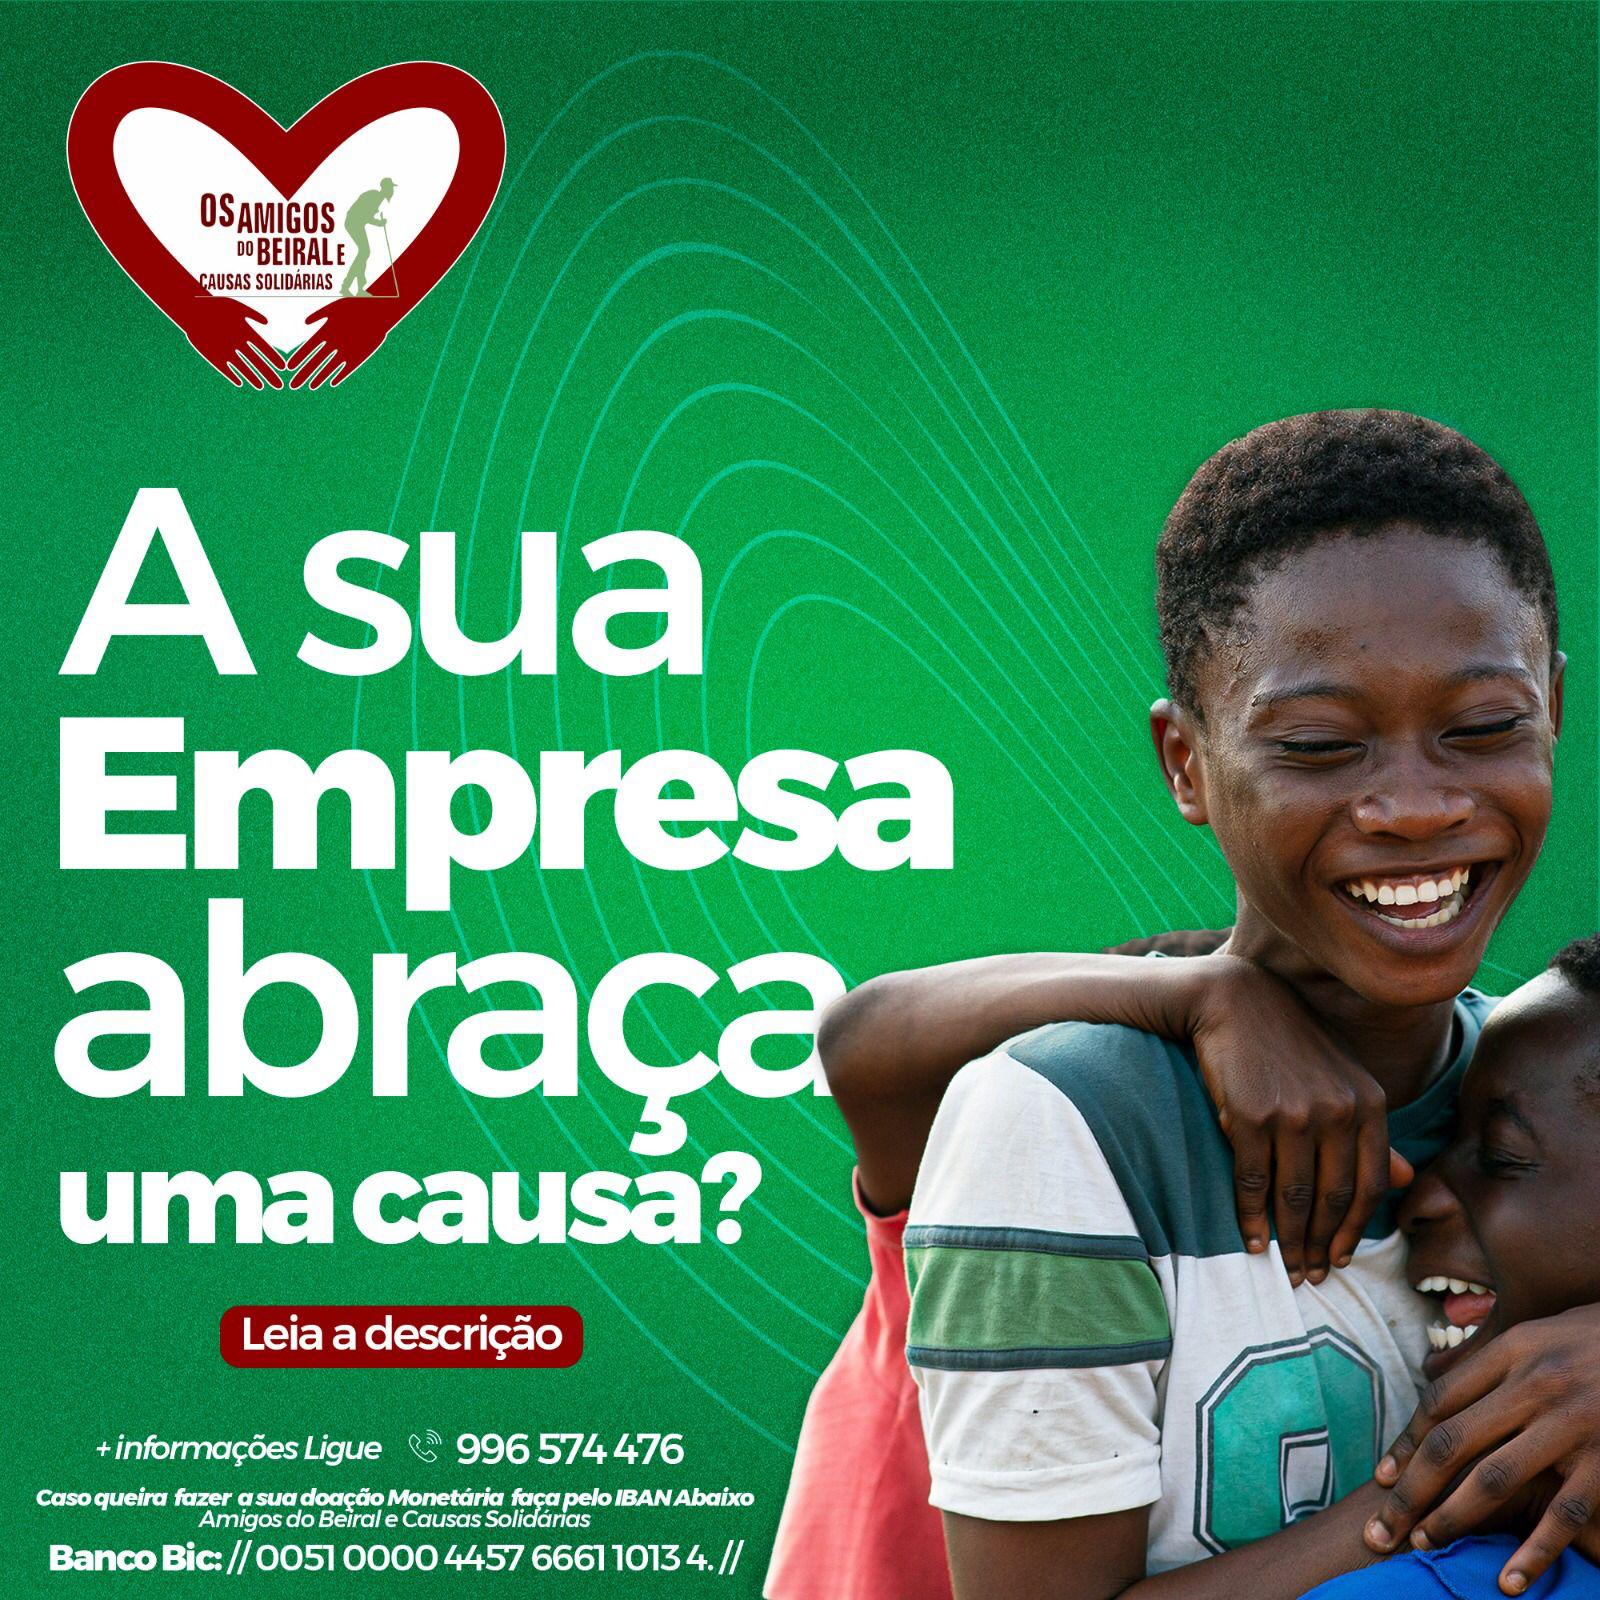 OS AMIGOS
DO BEIRAL E
CAUSAS SOLIDÁRIAS
A sua
Empresa
abraça
uma causa?
Leia a descrição
+ informações Ligue 996 574 476
Caso queira fazer a sua doação Monetária faça pelo IBAN Abaixo
Amigos do Beiral e Causas Solidárias
Banco Bic: // 0051 0000 4457 6661 1013 4. //